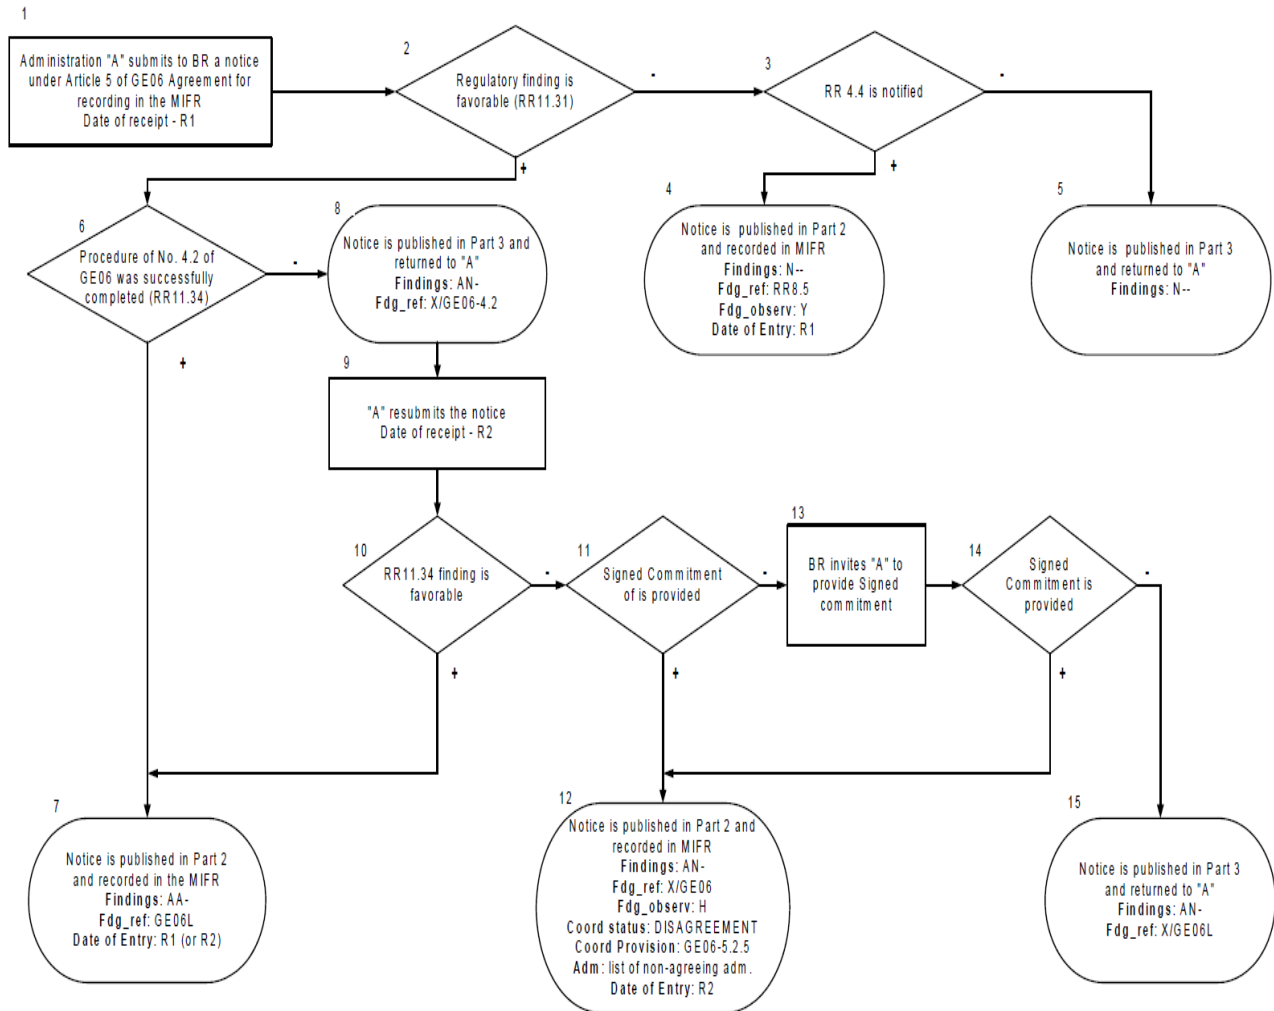 1
Administration "A" submits to BR a notice
under Article 5 of GE06 Agreement for
recording in the MIFR
Date of receipt - R1
2
Regulatory finding is
favorable (RR11.31)
-
+
3
RR 4.4 is notified
-
+
4
Notice is published in Part 2
and recorded in MIFR
Findings: N--
Fdg_ref: RR8.5
Fdg_observ: Y
Date of Entry: R1
5
Notice is published in Part 3
and returned to "A"
Findings: N--
6
Procedure of No. 4.2 of
GE06 was successfully
completed (RR11.34)
-
+
8
Notice is published in Part 3 and
returned to "A"
Findings: AN-
Fdg_ref: X/GE06-4.2
9
"A" resubmits the notice
Date of receipt - R2
10
RR11.34 finding is
favorable
-
+
11
Signed Commitment
of is provided
-
+
13
BR invites "A" to
provide Signed
commitment
14
Signed
Commitment is
provided
-
+
7
Notice is published in Part 2
and recorded in the MIFR
Findings: AA-
Fdg_ref: GE06L
Date of Entry: R1 (or R2)
12
Notice is published in Part 2 and
recorded in MIFR
Findings: AN-
Fdg_ref: X/GE06
Fdg_observ: H
Coord status: DISAGREEMENT
Coord Provision: GE06-5.2.5
Adm: list of non-agreeing adm.
Date of Entry: R2
15
Notice is published in Part 3
and returned to "A"
Findings: AN-
Fdg_ref: X/GE06L